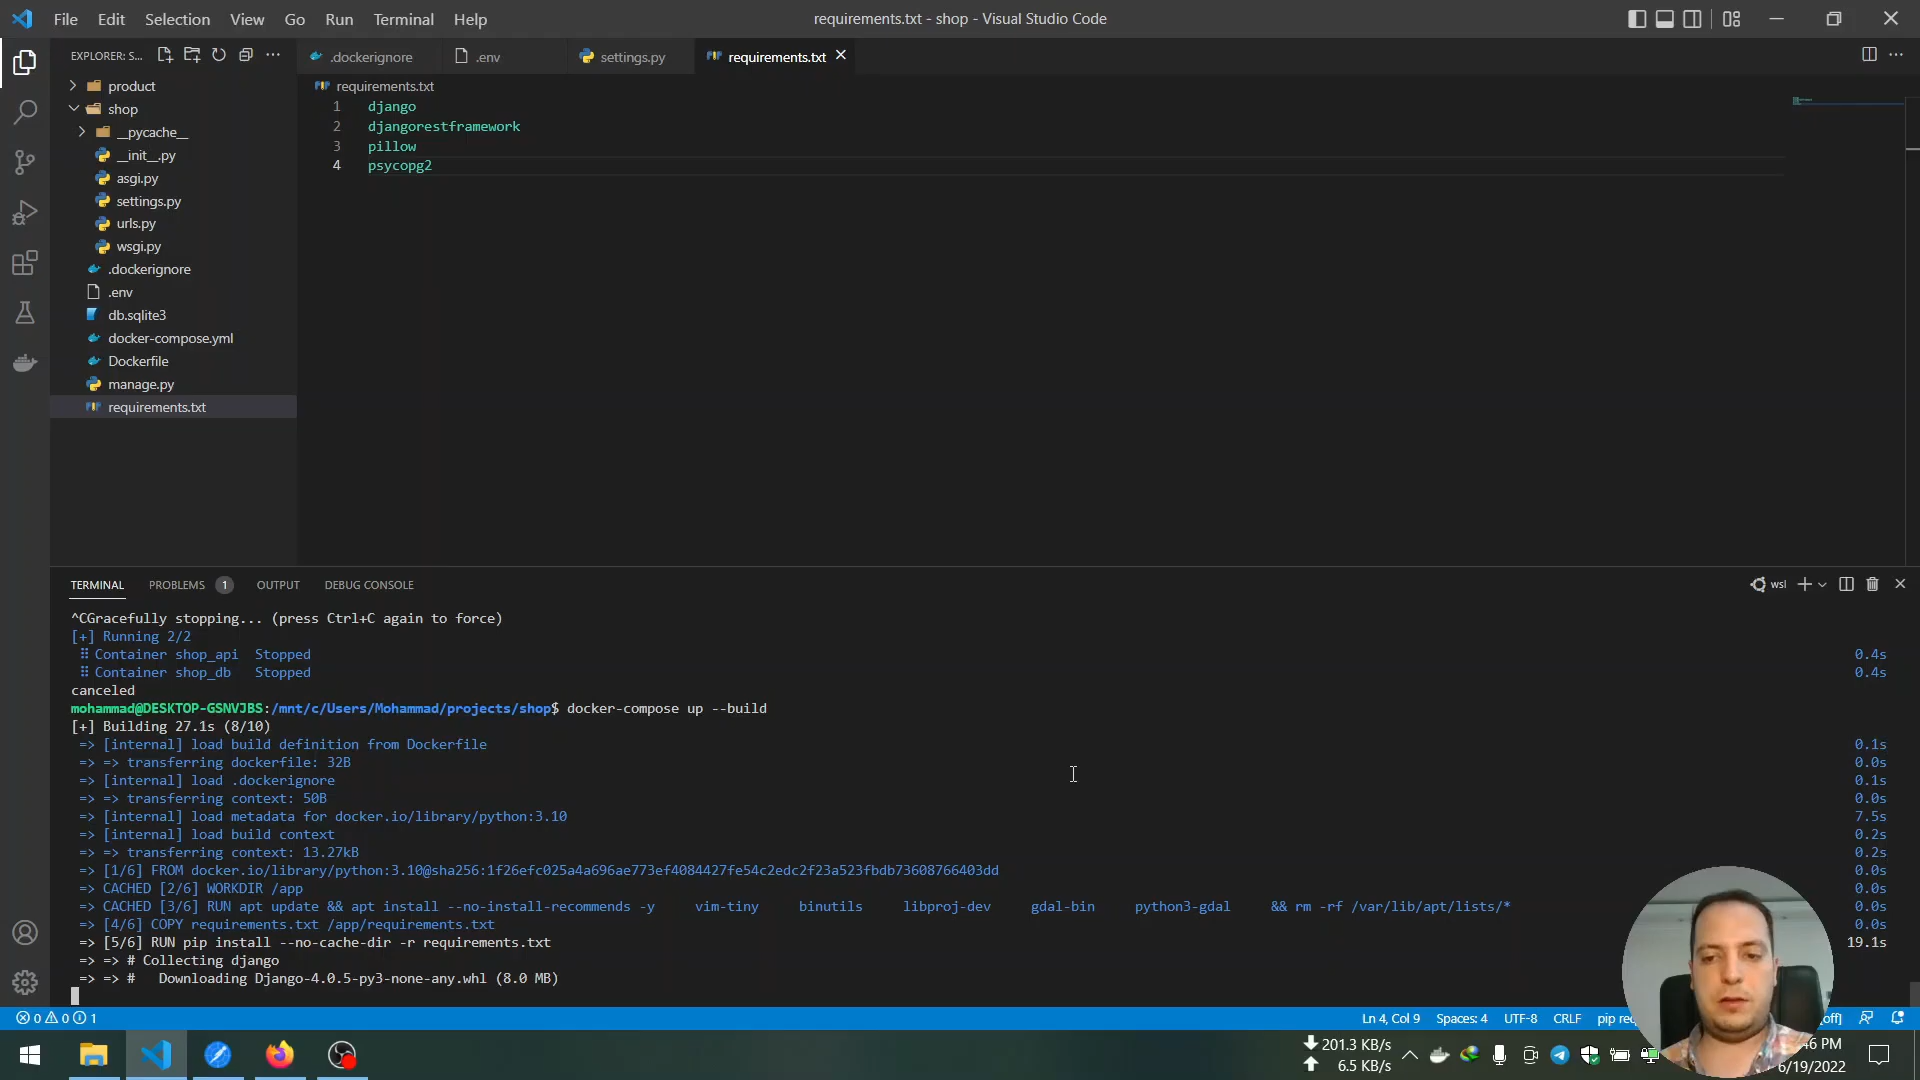 File Edit Selection View Go Run Terminal Help
requirements.txt - shop - Visual Studio Code
EXPLORER: S...
.dockerignore
.env
settings.py
requirements.txt
product
shop
__pycache__
__init__.py
asgi.py
settings.py
urls.py
wsgi.py
.dockerignore
.env
db.sqlite3
docker-compose.yml
Dockerfile
manage.py
requirements.txt
requirements.txt
1 django
2 djangorestframework
3 pillow
4 psycopg2
TERMINAL PROBLEMS 1 OUTPUT DEBUG CONSOLE
wsl
^CGracefully stopping... (press Ctrl+C again to force)
[+] Running 2/2
⠿ Container shop_api  Stopped 0.4s
⠿ Container shop_db   Stopped 0.4s
canceled
mohammad@DESKTOP-GSNVJBS:/mnt/c/Users/Mohammad/projects/shop$ docker-compose up --build
[+] Building 27.1s (8/10)
=> [internal] load build definition from Dockerfile 0.1s
=> => transferring dockerfile: 32B 0.0s
=> [internal] load .dockerignore 0.1s
=> => transferring context: 50B 0.0s
=> [internal] load metadata for docker.io/library/python:3.10 7.5s
=> [internal] load build context 0.2s
=> => transferring context: 13.27kB 0.2s
=> [1/6] FROM docker.io/library/python:3.10@sha256:1f26efc025a4a696ae773ef4084427fe54c2edc2f23a523fbdb73608766403dd 0.0s
=> CACHED [2/6] WORKDIR /app 0.0s
=> CACHED [3/6] RUN apt update && apt install --no-install-recommends -y     vim-tiny     binutils     libproj-dev     gdal-bin     python3-gdal     && rm -rf /var/lib/apt/lists/* 0.0s
=> [4/6] COPY requirements.txt /app/requirements.txt 0.0s
=> [5/6] RUN pip install --no-cache-dir -r requirements.txt 19.1s
=> => # Collecting django
=> => #   Downloading Django-4.0.5-py3-none-any.whl (8.0 MB)
0 0 1
Ln 4, Col 9 Spaces: 4 UTF-8 CRLF pip req off]
201.3 KB/s
6.5 KB/s
46 PM
6/19/2022